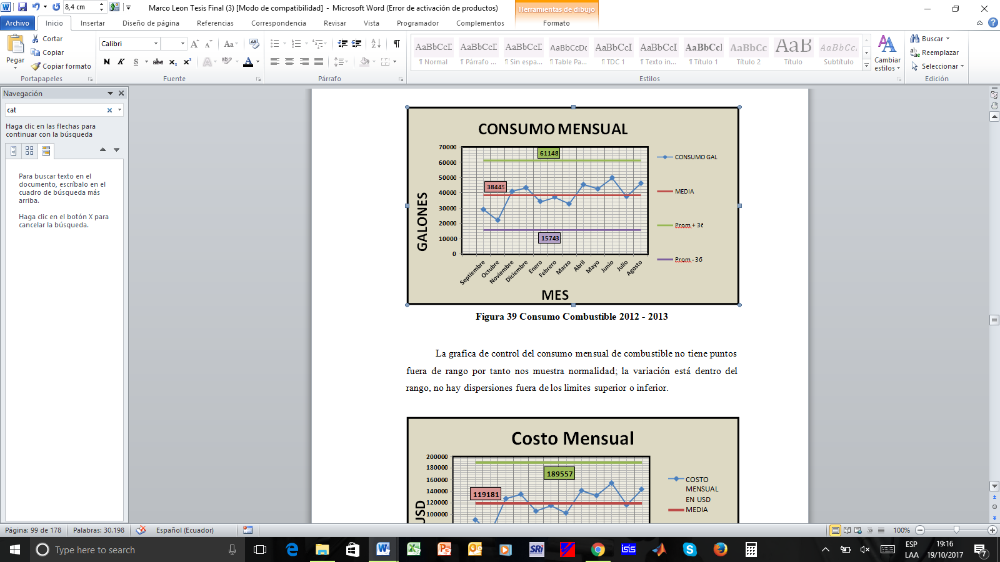 8,4 cm
Marco Leon Tesis Final (3) [Modo de compatibilidad] - Microsoft Word (Error de activación de productos)
Herramientas de dibujo
Archivo Inicio Insertar Diseño de página Referencias Correspondencia Revisar Vista Programador Complementos Formato
Pegar
Cortar
Copiar
Copiar formato
Portapapeles
Calibri
N K S abc x₂ x²
Aa
Fuente
Párrafo
AaBbCcI AaBbCcI AaBbCcI AaBbCcDc AaBbCcI AaBbCcI AaBbCcI AaBbCc AaB AaBbCc.
¶ Normal ¶ Párrafo ... ¶ Sin espa... ¶ Table Pa... ¶ TDC 1 ¶ Texto in... ¶ Título 1 Título 2 Título Subtítulo
Estilos
Cambiar
estilos
Buscar
Reemplazar
Seleccionar
Edición
Navegación
cat
Haga clic en las flechas para
continuar con la búsqueda
Para buscar texto en el
documento, escríbalo en el
cuadro de búsqueda más
arriba.
Haga clic en el botón X para
cancelar la búsqueda.
CONSUMO MENSUAL
GALONES
70000
60000
50000
40000
30000
20000
10000
0
61148
38445
15743
Septiembre Octubre Noviembre Diciembre Enero Febrero Marzo Abril Mayo Junio Julio Agosto
MES
CONSUMO GAL
MEDIA
Prom + 3б
Prom - 3б
Figura 39 Consumo Combustible 2012 - 2013
La grafica de control del consumo mensual de combustible no tiene puntos
fuera de rango por tanto nos muestra normalidad; la variación está dentro del
rango, no hay dispersiones fuera de los limites superior o inferior.
Costo Mensual
USD
200000
180000
160000
140000
120000
100000
189557
119181
COSTO
MENSUAL
EN USD
MEDIA
Página: 99 de 178 Palabras: 30.198 Español (Ecuador) 100%
Type here to search
SRi
isis
ESP
LAA
19:16
19/10/2017
7